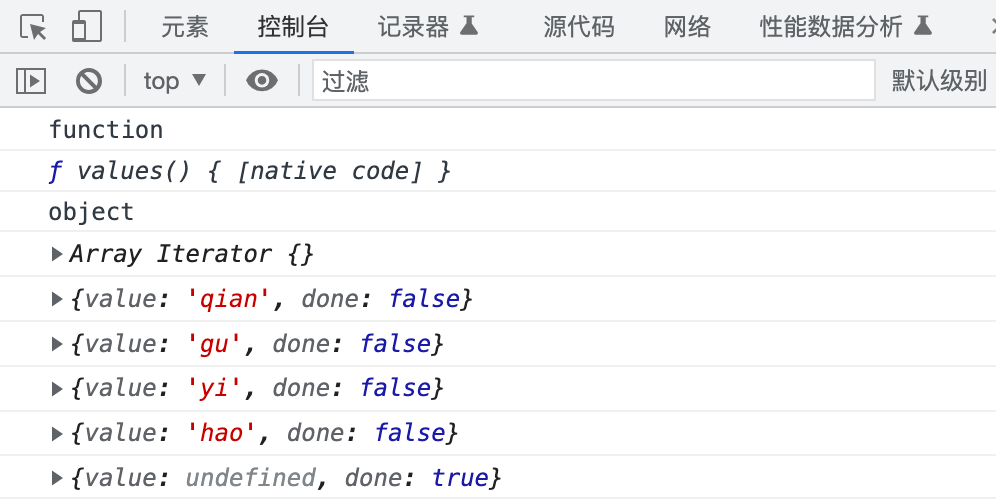 元素 控制台 记录器 源代码 网络 性能数据分析
top 过滤 默认级别
function
ƒ values() { [native code] }
object
Array Iterator {}
{value: 'qian', done: false}
{value: 'gu', done: false}
{value: 'yi', done: false}
{value: 'hao', done: false}
{value: undefined, done: true}